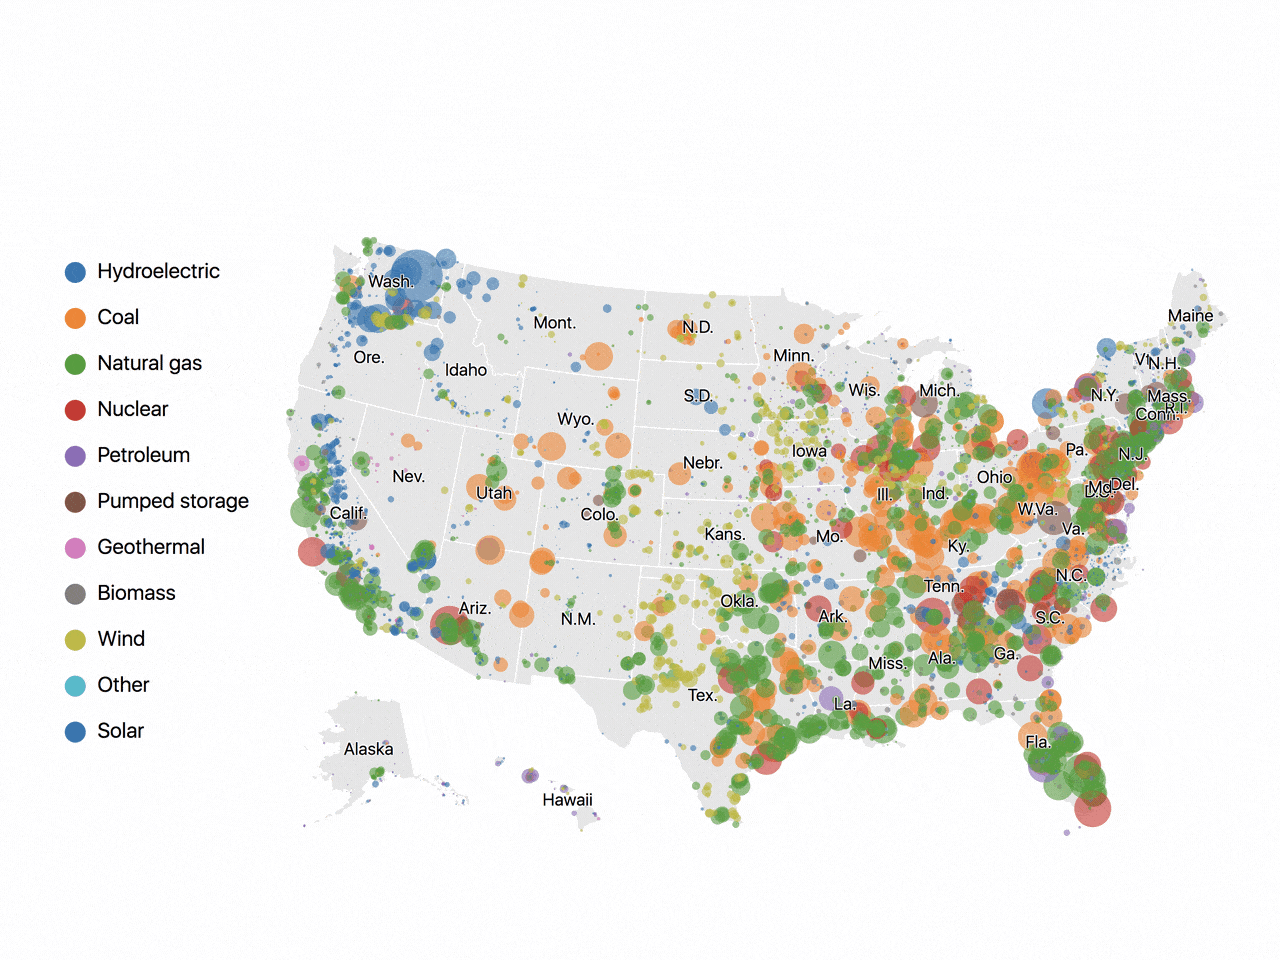 Hydroelectric
Coal
Natural gas
Nuclear
Petroleum
Pumped storage
Geothermal
Biomass
Wind
Other
Solar
Wash.
Mont.
N.D.
Minn.
Maine
Ore.
Idaho
S.D.
Wis.
Mich.
Vt.
N.H.
N.Y.
Mass.
Conn.
R.I.
Wyo.
Nev.
Utah
Nebr.
Iowa
Pa.
N.J.
Calif.
Colo.
Kans.
Mo.
Ill.
Ind.
Ohio
W.Va.
Md.
Del.
D.C.
Va.
Ky.
Ariz.
N.M.
Okla.
Ark.
Tenn.
N.C.
S.C.
Tex.
La.
Miss.
Ala.
Ga.
Fla.
Alaska
Hawaii